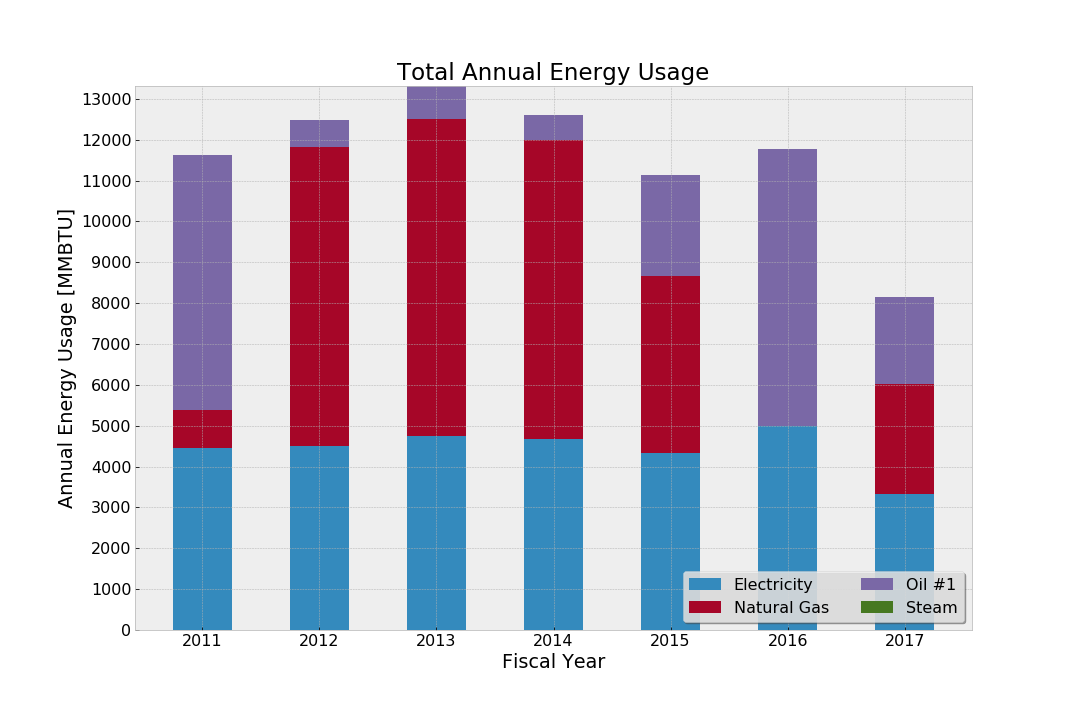 Total Annual Energy Usage
Annual Energy Usage [MMBTU]
13000
12000
11000
10000
9000
8000
7000
6000
5000
4000
3000
2000
1000
0
Electricity
Natural Gas
Oil #1
Steam
2011 2012 2013 2014 2015 2016 2017
Fiscal Year